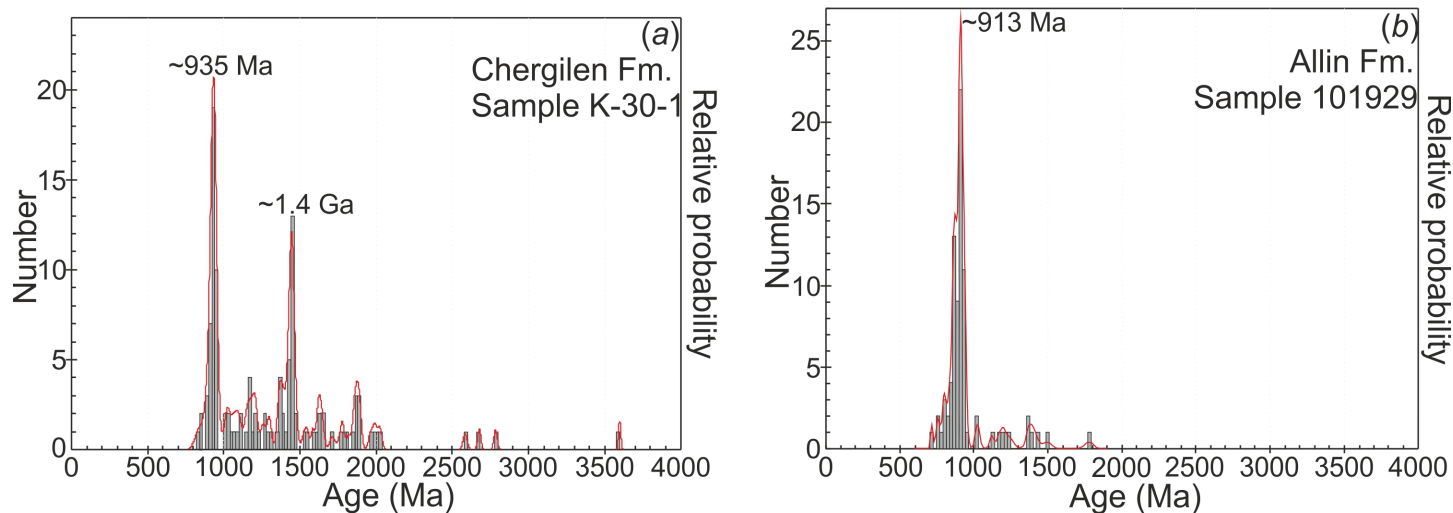 (a)
~935 Ma
Chergilen Fm.
Sample K-30-1
~1.4 Ga
Number
20
15
10
5
0
0 500 1000 1500 2000 2500 3000 3500 4000
Age (Ma)
Relative probability
(b)
~913 Ma
Allin Fm.
Sample 101929
Number
25
20
15
10
5
0
0 500 1000 1500 2000 2500 3000 3500 4000
Age (Ma)
Relative probability